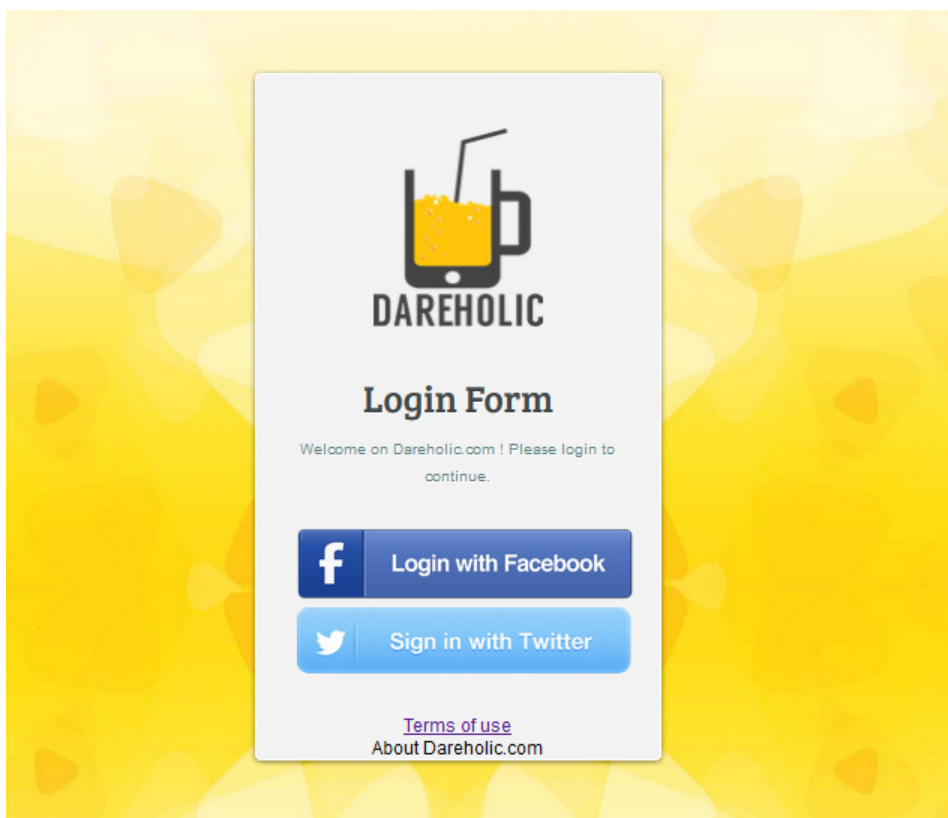 DAREHOLIC
Login Form
Welcome on Dareholic.com ! Please login to
continue.
f
Login with Facebook
Sign in with Twitter
Terms of use
About Dareholic.com